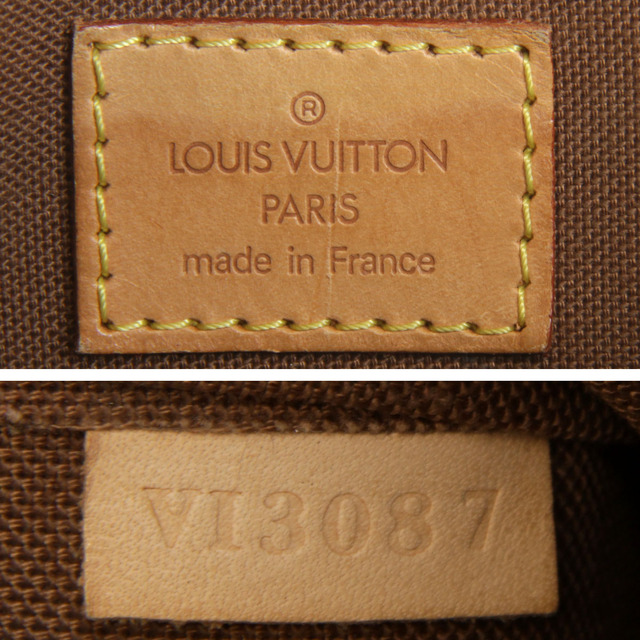 ®
LOUIS VUITTON
PARIS
made in France
VI3087